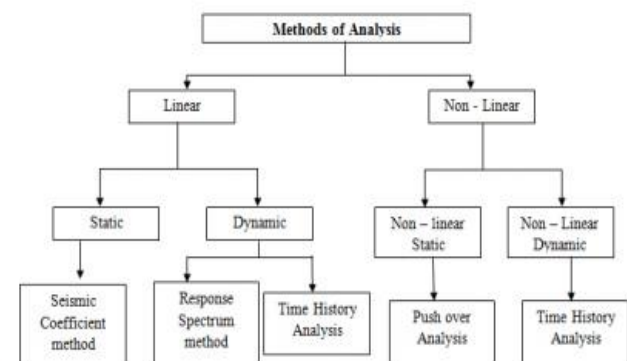 Methods of Analysis
Linear
Non - Linear
Static
Dynamic
Non – linear
Static
Non – Linear
Dynamic
Seismic
Coefficient
method
Response
Spectrum
method
Time History
Analysis
Push over
Analysis
Time History
Analysis